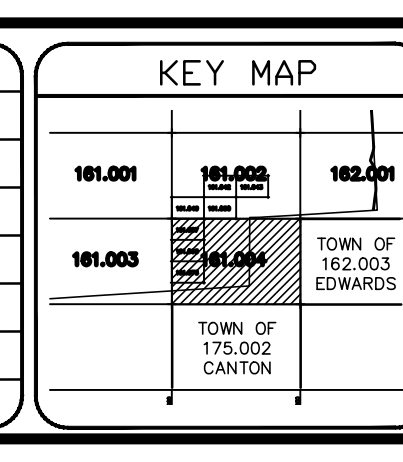 KEY MAP
161.001
161.002
162.001
161.003
161.004
TOWN OF
162.003
EDWARDS
TOWN OF
175.002
CANTON